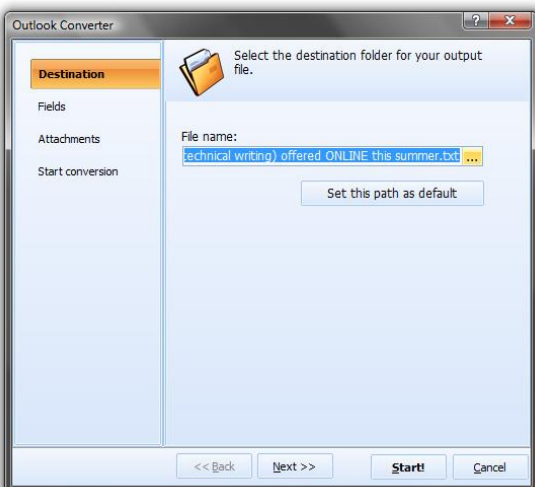 Outlook Converter
?
X
Destination
Fields
Attachments
Start conversion
Select the destination folder for your output
file.
File name:
technical writing) offered ONLINE this summer.txt ...
Set this path as default
<< Back
Next >>
Start!
Cancel